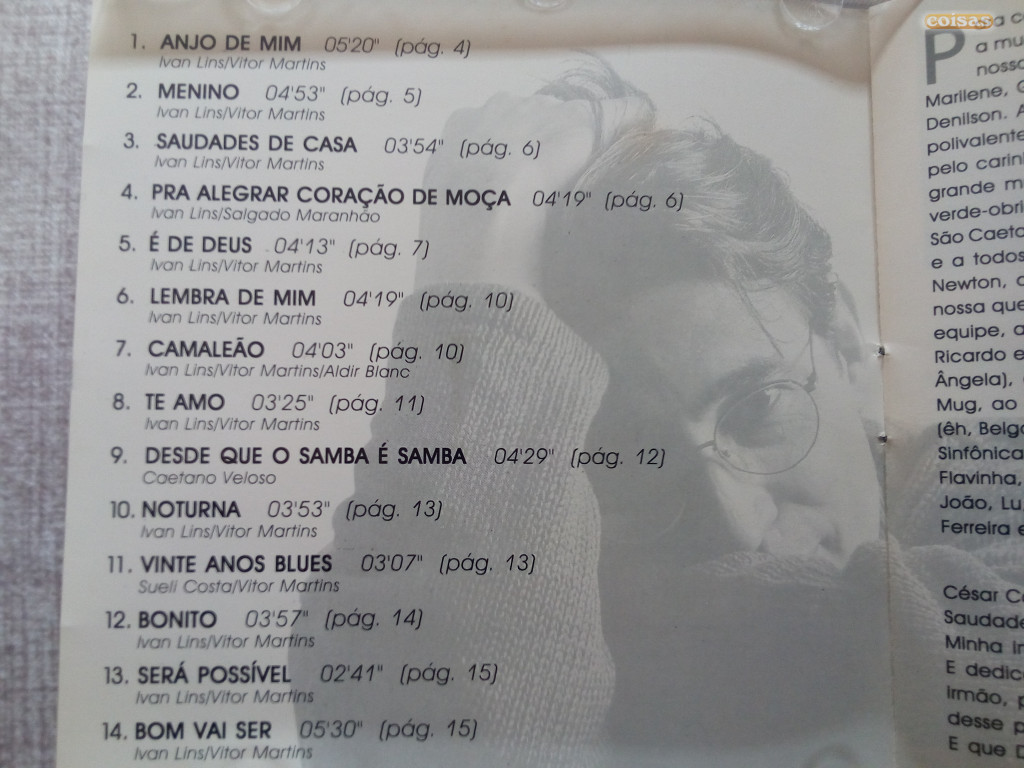 1. ANJO DE MIM 05'20" (pág. 4)
Ivan Lins/Vitor Martins
2. MENINO 04'53" (pág. 5)
Ivan Lins/Vitor Martins
3. SAUDADES DE CASA 03'54" (pág. 6)
Ivan Lins/Vitor Martins
4. PRA ALEGRAR CORAÇÃO DE MOÇA 04'19" (pág. 6)
Ivan Lins/Salgado Maranhão
5. É DE DEUS 04'13" (pág. 7)
Ivan Lins/Vitor Martins
6. LEMBRA DE MIM 04'19" (pág. 10)
Ivan Lins/Vitor Martins
7. CAMALEÃO 04'03" (pág. 10)
Ivan Lins/Vitor Martins/Aldir Blanc
8. TE AMO 03'25" (pág. 11)
Ivan Lins/Vitor Martins
9. DESDE QUE O SAMBA É SAMBA 04'29" (pág. 12)
Caetano Veloso
10. NOTURNA 03'53" (pág. 13)
Ivan Lins/Vitor Martins
11. VINTE ANOS BLUES 03'07" (pág. 13)
Sueli Costa/Vitor Martins
12. BONITO 03'57" (pág. 14)
Ivan Lins/Vitor Martins
13. SERÁ POSSÍVEL 02'41" (pág. 15)
Ivan Lins/Vitor Martins
14. BOM VAI SER 05'30" (pág. 15)
Ivan Lins/Vitor Martins
coisas
a mu
nosso
Marilene,
Denilson.
polivalente
pelo carin
grande m
verde-obri
São Caeta
e a todos
Newton,
nossa que
equipe, a
Ricardo e
Ângela),
Mug, ao
(êh, Belga
Sinfônica
Flavinha,
João, Lu
Ferreira e
César Co
Saudade
Minha Ir
E dedic
Irmão, p
desse p
E que D